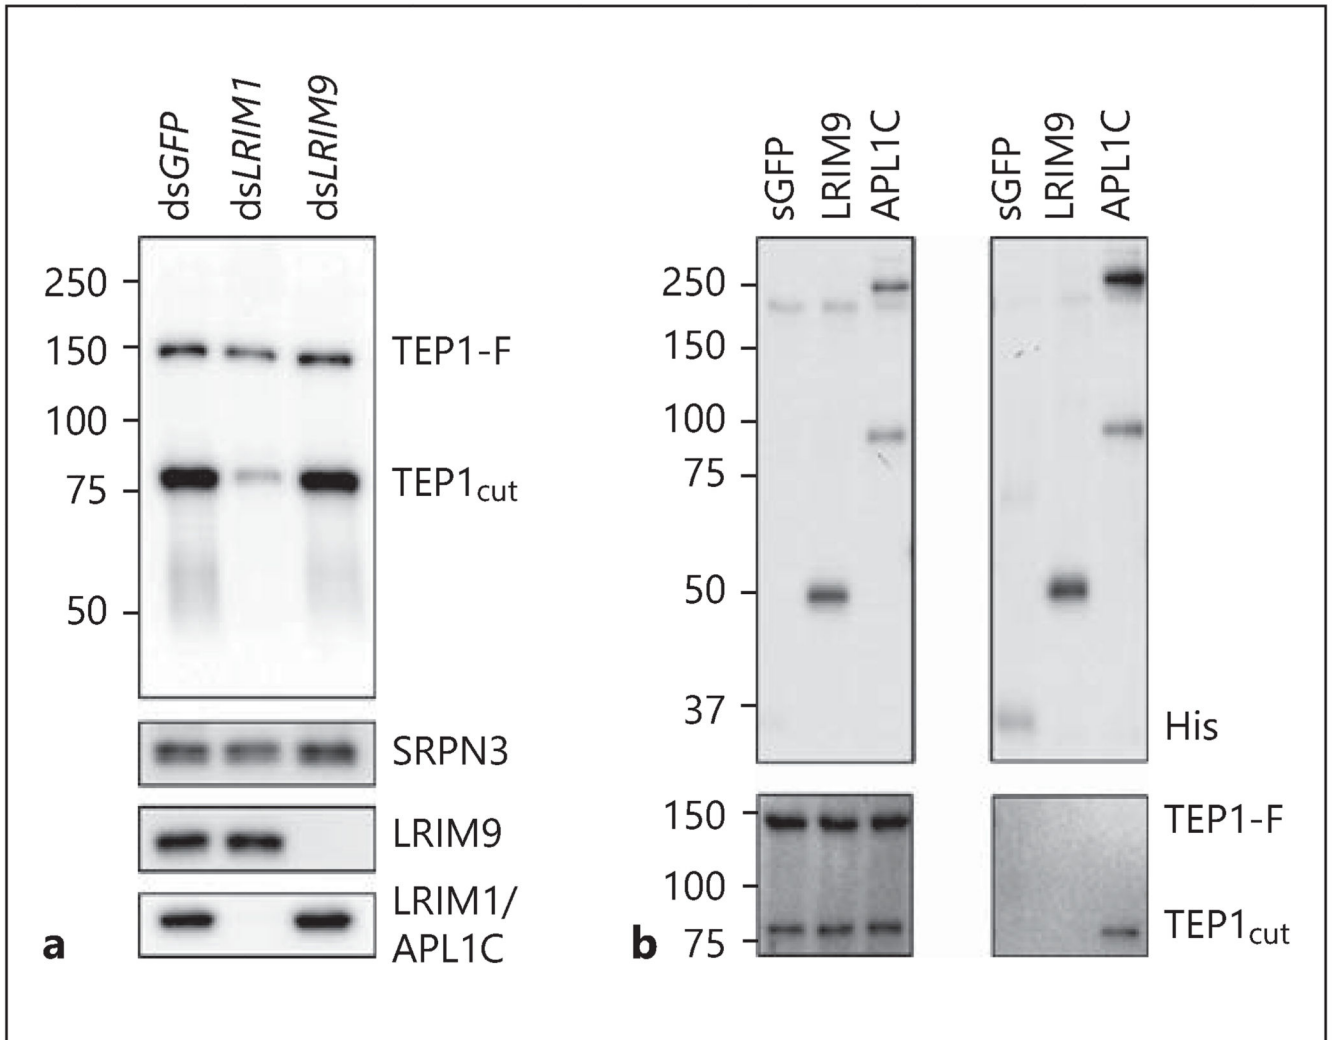 dsGFP
dsLRIM1
dsLRIM9
250
150
100
75
50
TEP1-F
TEP1cut
SRPN3
LRIM9
LRIM1/
APL1C
a
sGFP
LRIM9
APL1C
sGFP
LRIM9
APL1C
250
150
100
75
50
37
His
150
100
75
TEP1-F
TEP1cut
b